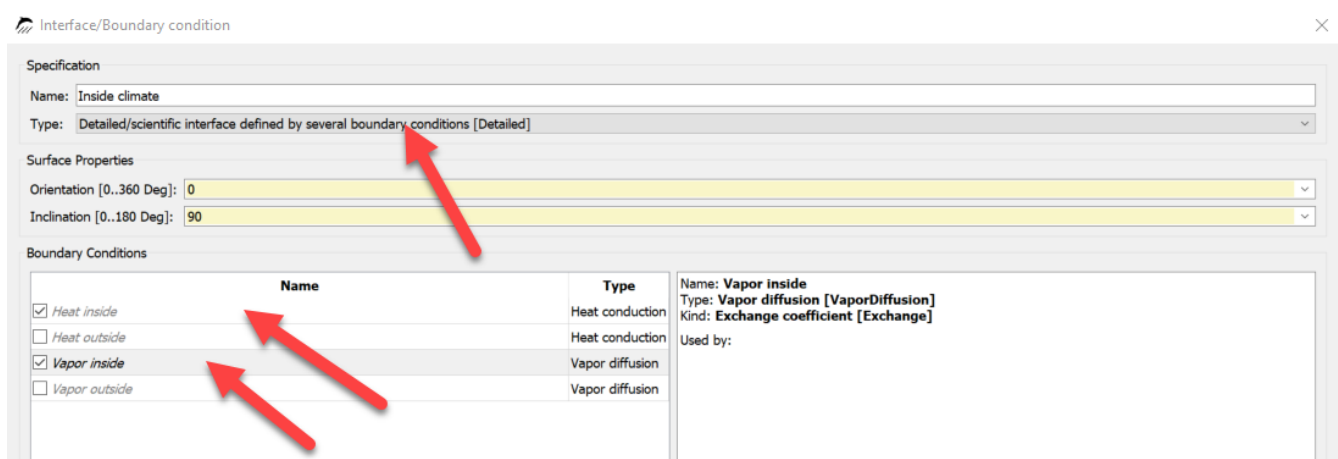 Interface/Boundary condition
Specification
Name: Inside climate
Type: Detailed/scientific interface defined by several boundary conditions [Detailed]
Surface Properties
Orientation [0..360 Deg]: 0
Inclination [0..180 Deg]: 90
Boundary Conditions
Name Type
Heat inside Heat conduction
Heat outside Heat conduction
Vapor inside Vapor diffusion
Vapor outside Vapor diffusion
Name: Vapor inside
Type: Vapor diffusion [VaporDiffusion]
Kind: Exchange coefficient [Exchange]
Used by: